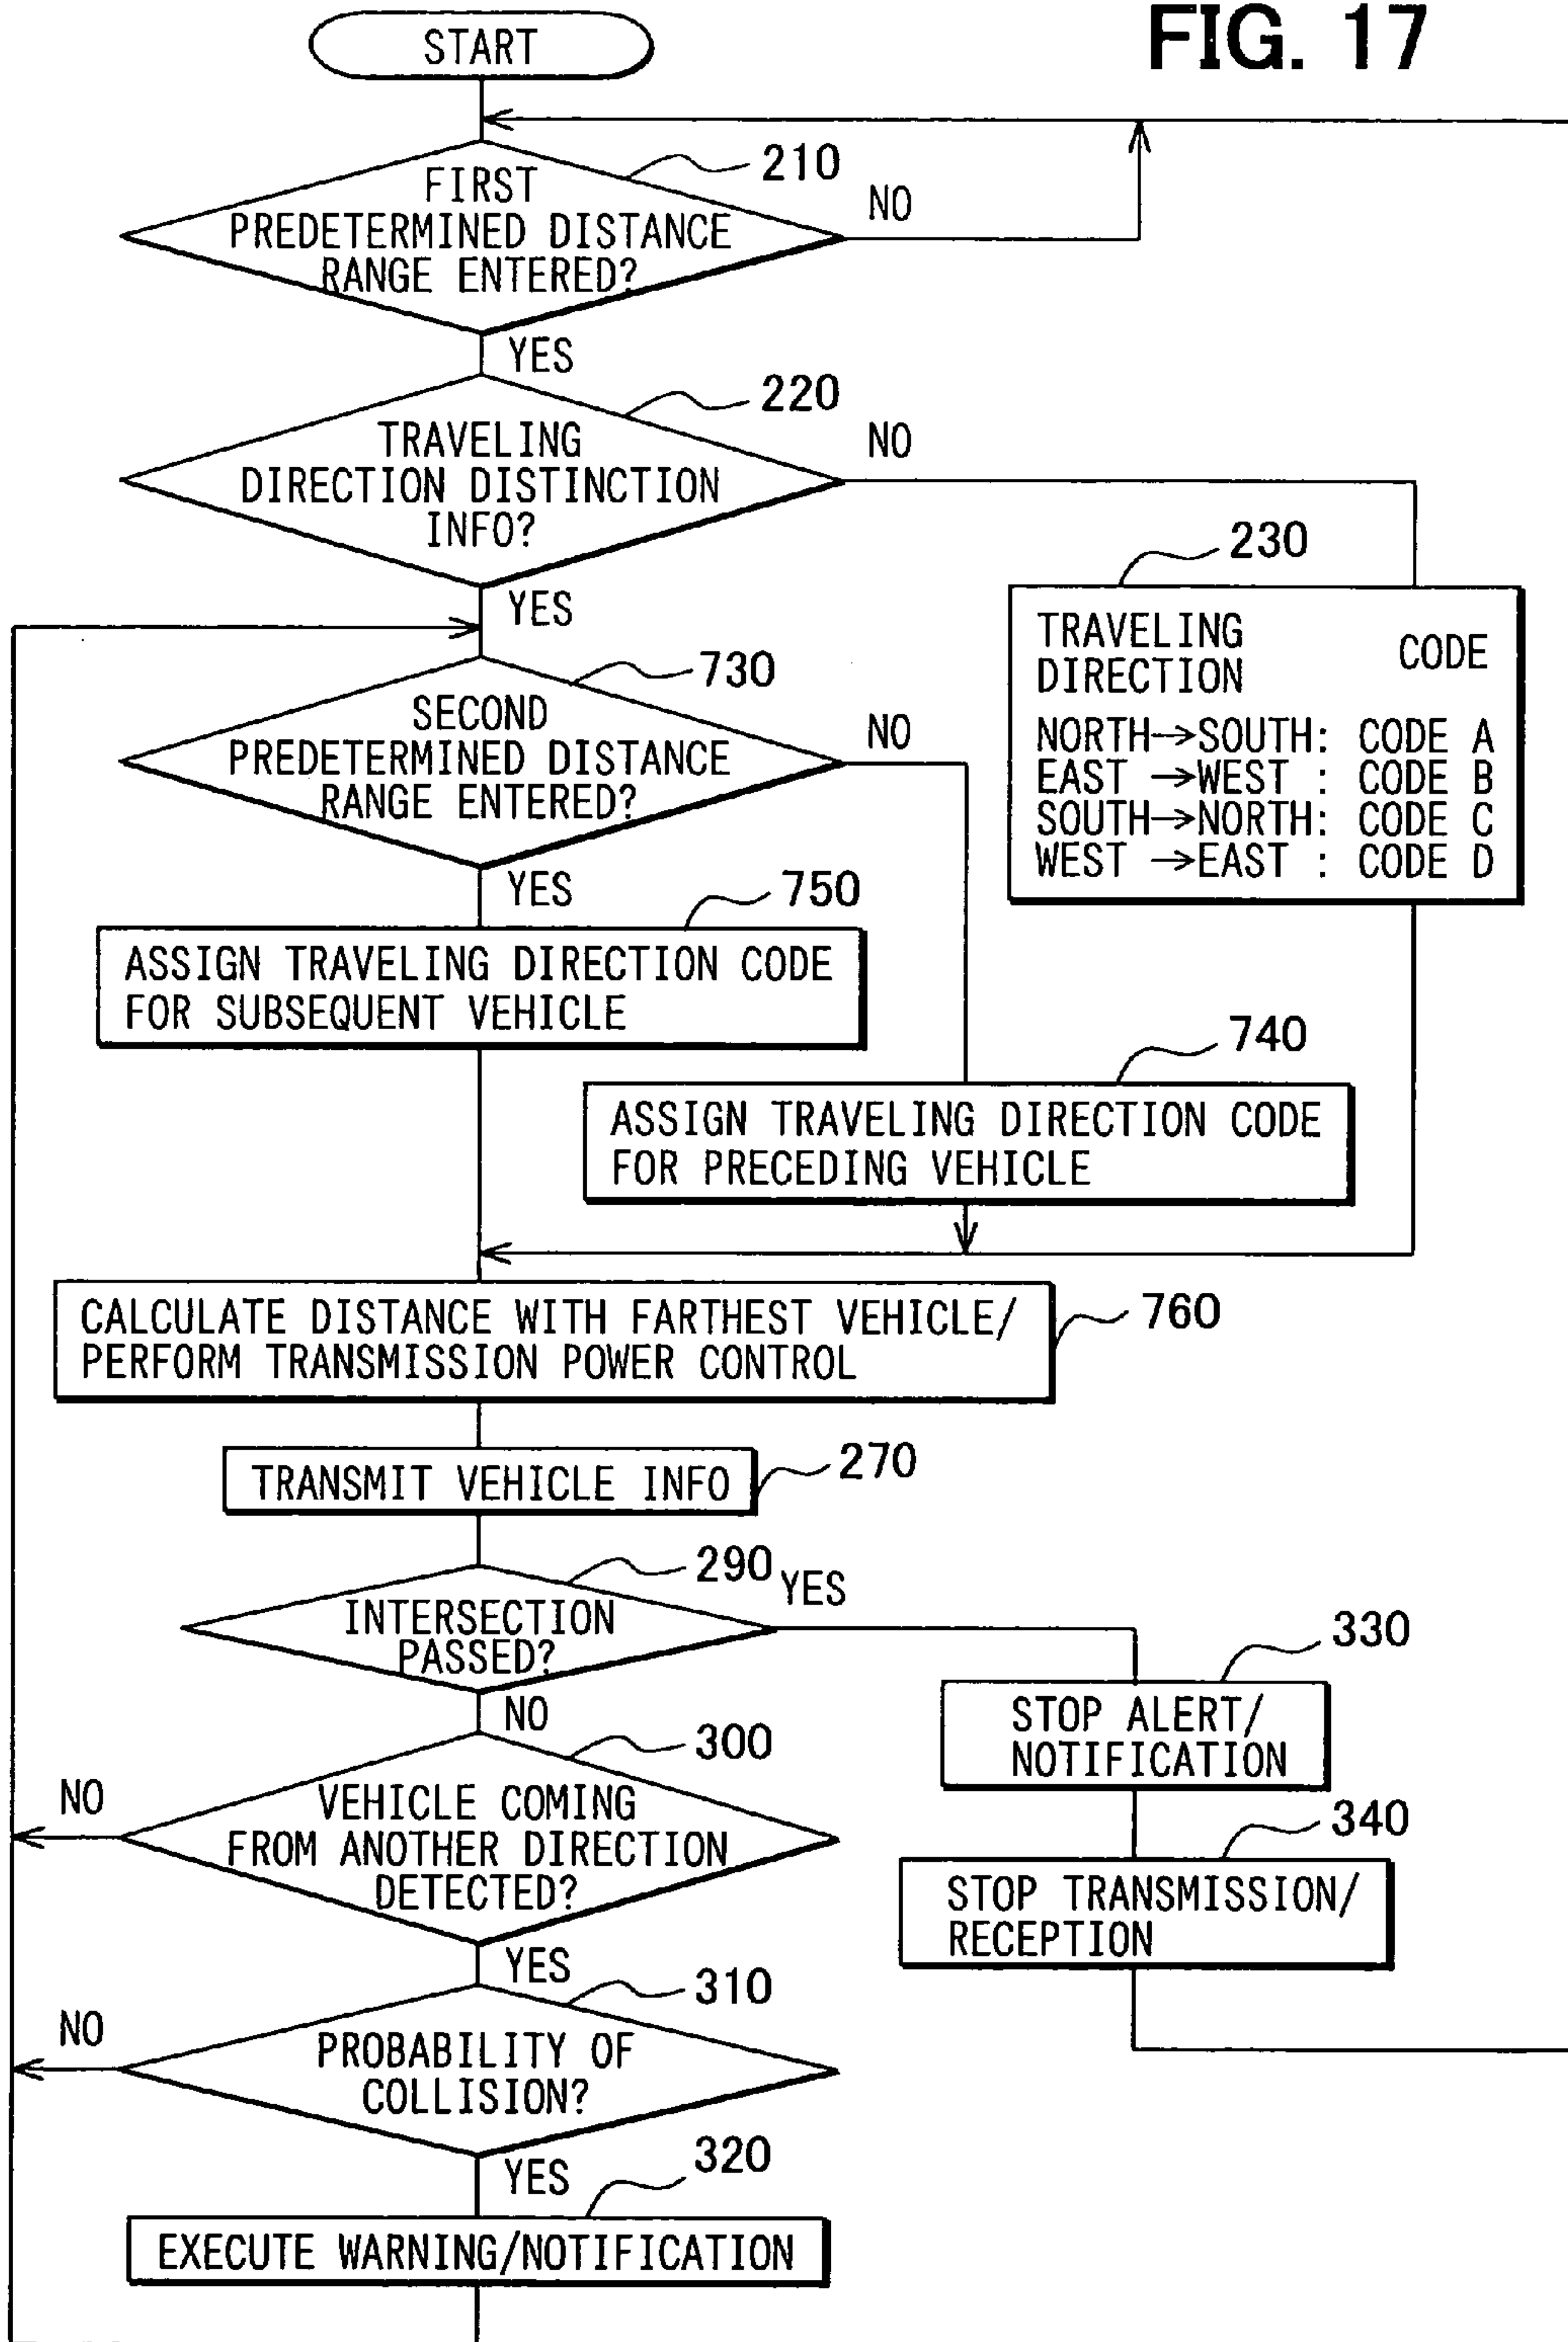 FIG. 17
START
210
FIRST
PREDETERMINED DISTANCE
RANGE ENTERED?
NO
YES
220
TRAVELING
DIRECTION DISTINCTION
INFO?
NO
YES
230
TRAVELING
DIRECTION CODE
NORTH→SOUTH: CODE A
EAST →WEST : CODE B
SOUTH→NORTH: CODE C
WEST →EAST : CODE D
730
SECOND
PREDETERMINED DISTANCE
RANGE ENTERED?
NO
YES
750
ASSIGN TRAVELING DIRECTION CODE
FOR SUBSEQUENT VEHICLE
740
ASSIGN TRAVELING DIRECTION CODE
FOR PRECEDING VEHICLE
760
CALCULATE DISTANCE WITH FARTHEST VEHICLE/
PERFORM TRANSMISSION POWER CONTROL
270
TRANSMIT VEHICLE INFO
290
YES
INTERSECTION
PASSED?
NO
330
STOP ALERT/
NOTIFICATION
300
NO
VEHICLE COMING
FROM ANOTHER DIRECTION
DETECTED?
YES
340
STOP TRANSMISSION/
RECEPTION
310
NO
PROBABILITY OF
COLLISION?
YES
320
EXECUTE WARNING/NOTIFICATION